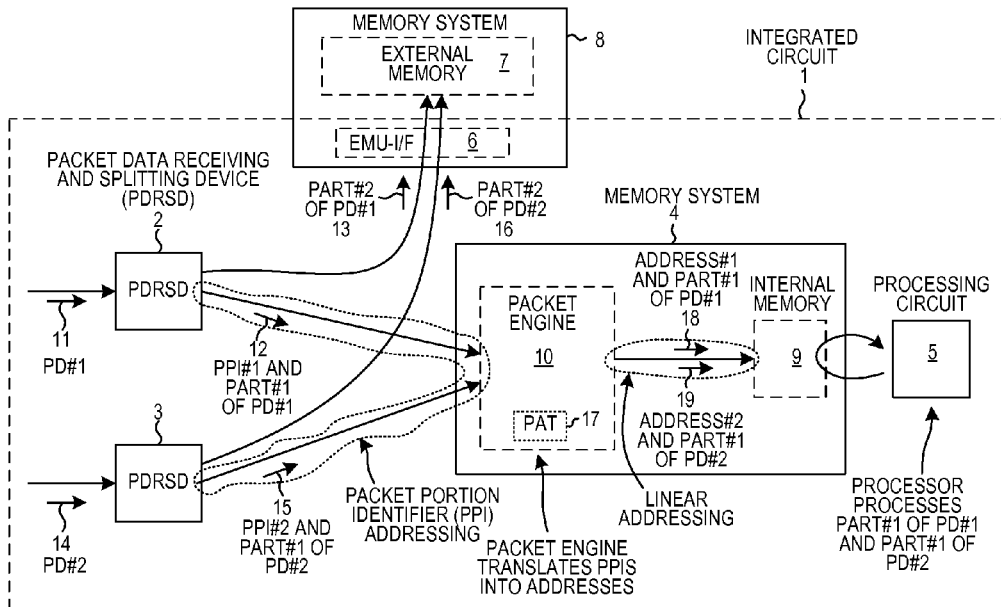 MEMORY SYSTEM
8
EXTERNAL
MEMORY
7
EMU-I/F
6
INTEGRATED
CIRCUIT
1
PACKET DATA RECEIVING
AND SPLITTING DEVICE
(PDRSD)
2
PDRSD
11
PD#1
12
PPI#1 AND
PART#1
OF PD#1
PART#2
OF PD#1
13
PART#2
OF PD#2
16
MEMORY SYSTEM
4
PACKET
ENGINE
10
PAT
17
ADDRESS#1
AND PART#1
OF PD#1
18
19
ADDRESS#2
AND PART#1
OF PD#2
INTERNAL
MEMORY
9
PROCESSING
CIRCUIT
5
3
PDRSD
14
PD#2
15
PPI#2 AND
PART#1 OF
PD#2
PACKET PORTION
IDENTIFIER (PPI)
ADDRESSING
PACKET ENGINE
TRANSLATES PPIS
INTO ADDRESSES
LINEAR
ADDRESSING
PROCESSOR
PROCESSES
PART#1 OF PD#1
AND PART#1 OF
PD#2